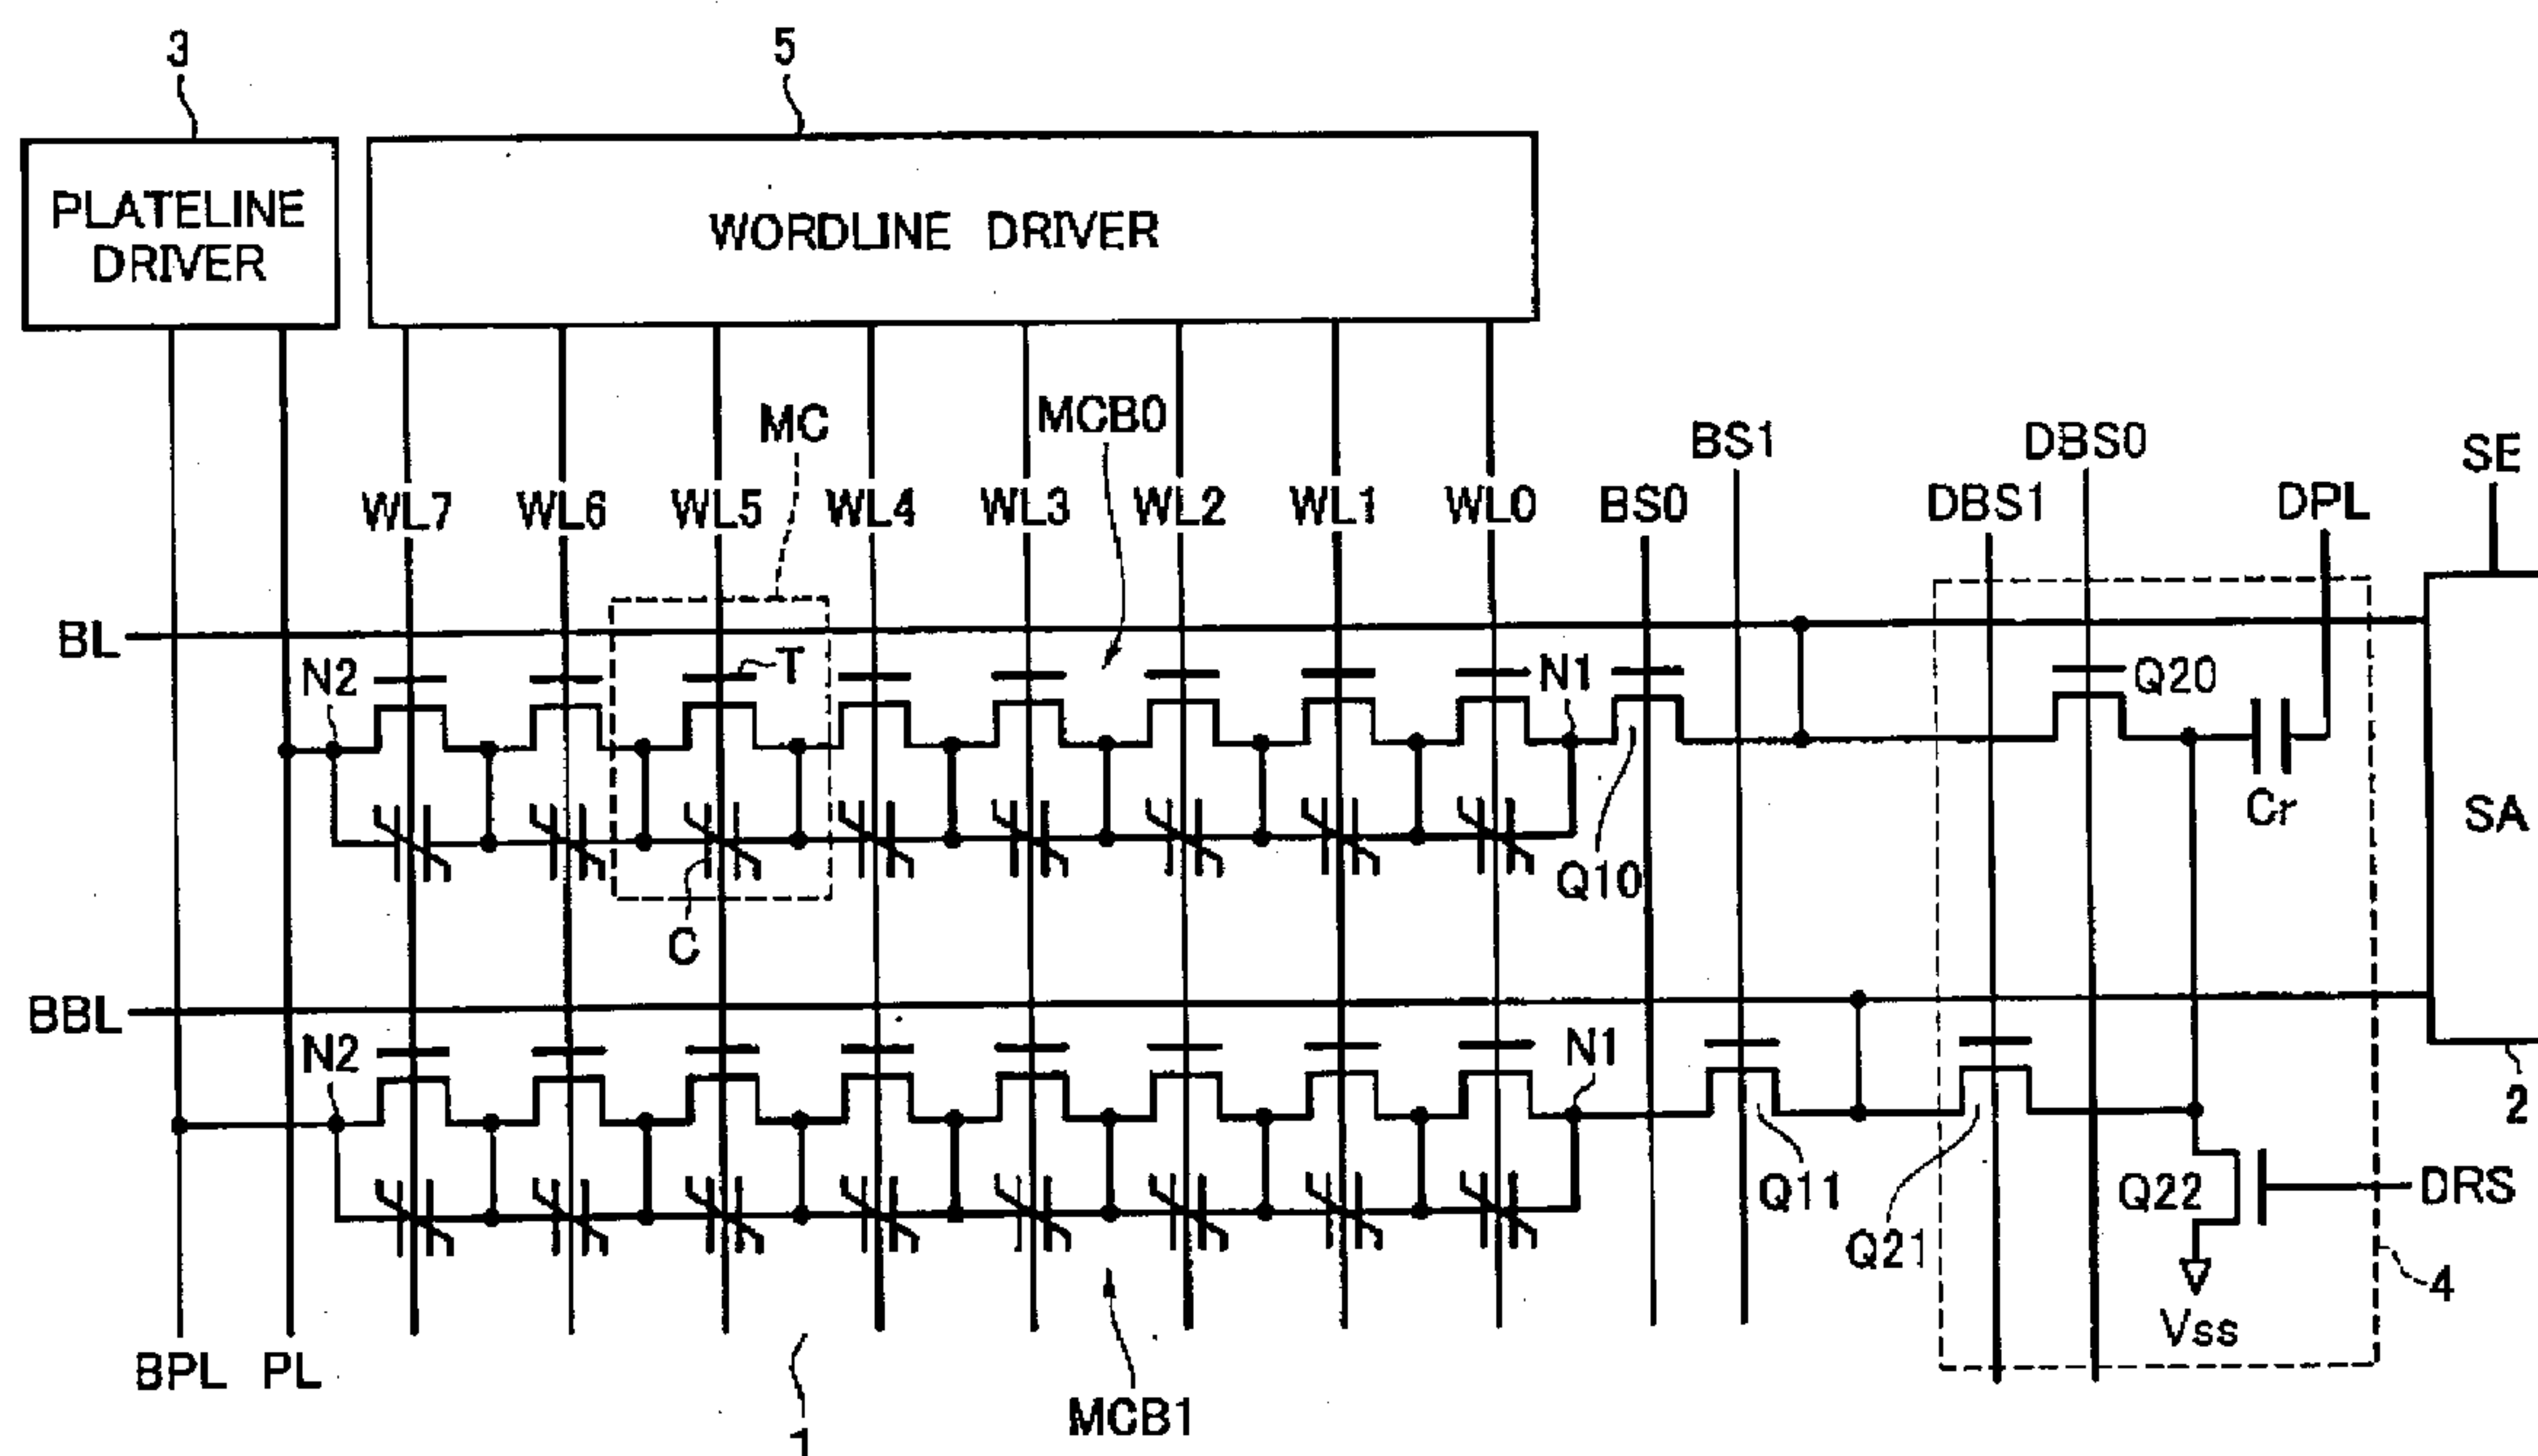 3
5
PLATELINE
DRIVER
WORDLINE DRIVER
MC
MCB0
BS1
DBS0
SE
WL7
WL6
WL5
WL4
WL3
WL2
WL1
WL0
BS0
DBS1
DPL
BL
N2
T
N1
Q20
Cr
SA
Q10
C
BBL
N2
N1
2
Q11
Q22
DRS
Q21
4
Vss
BPL
PL
MCB1
1